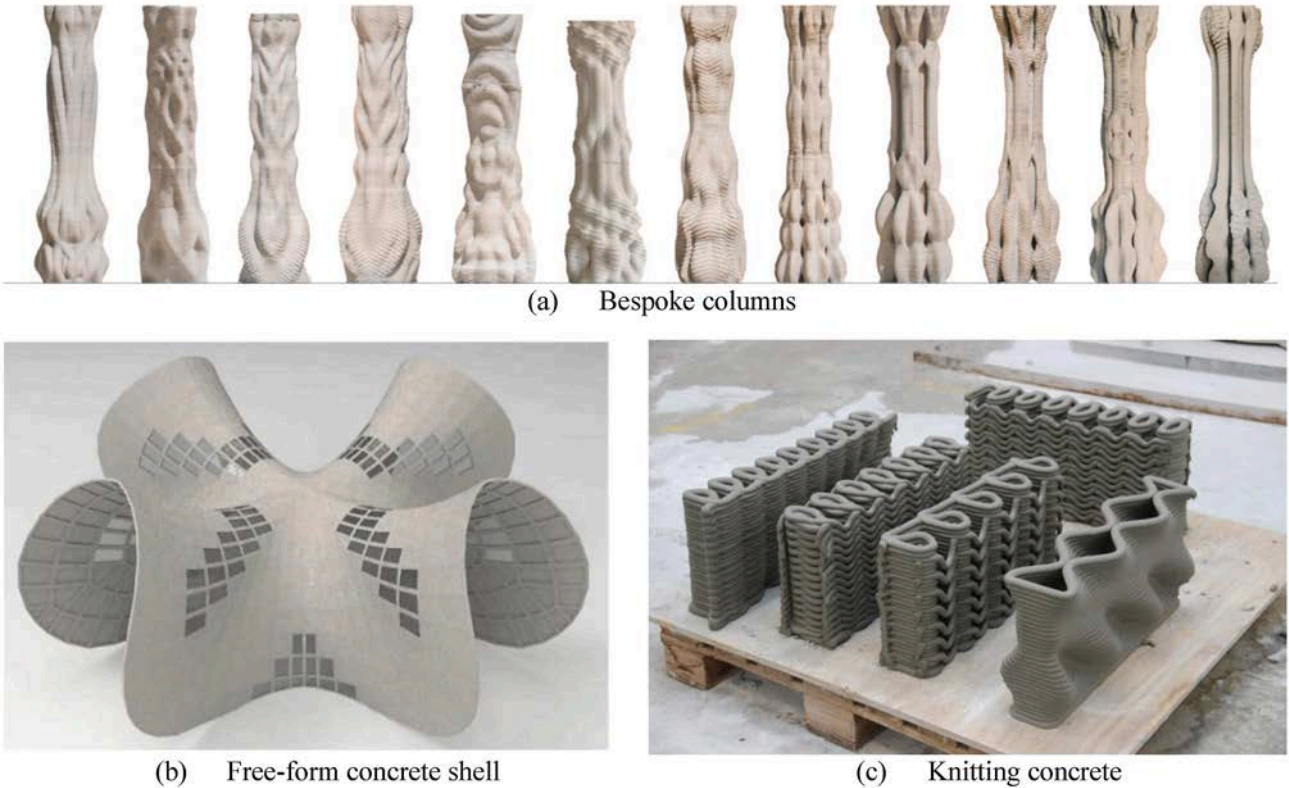 (a) Bespoke columns
(b) Free-form concrete shell
(c) Knitting concrete